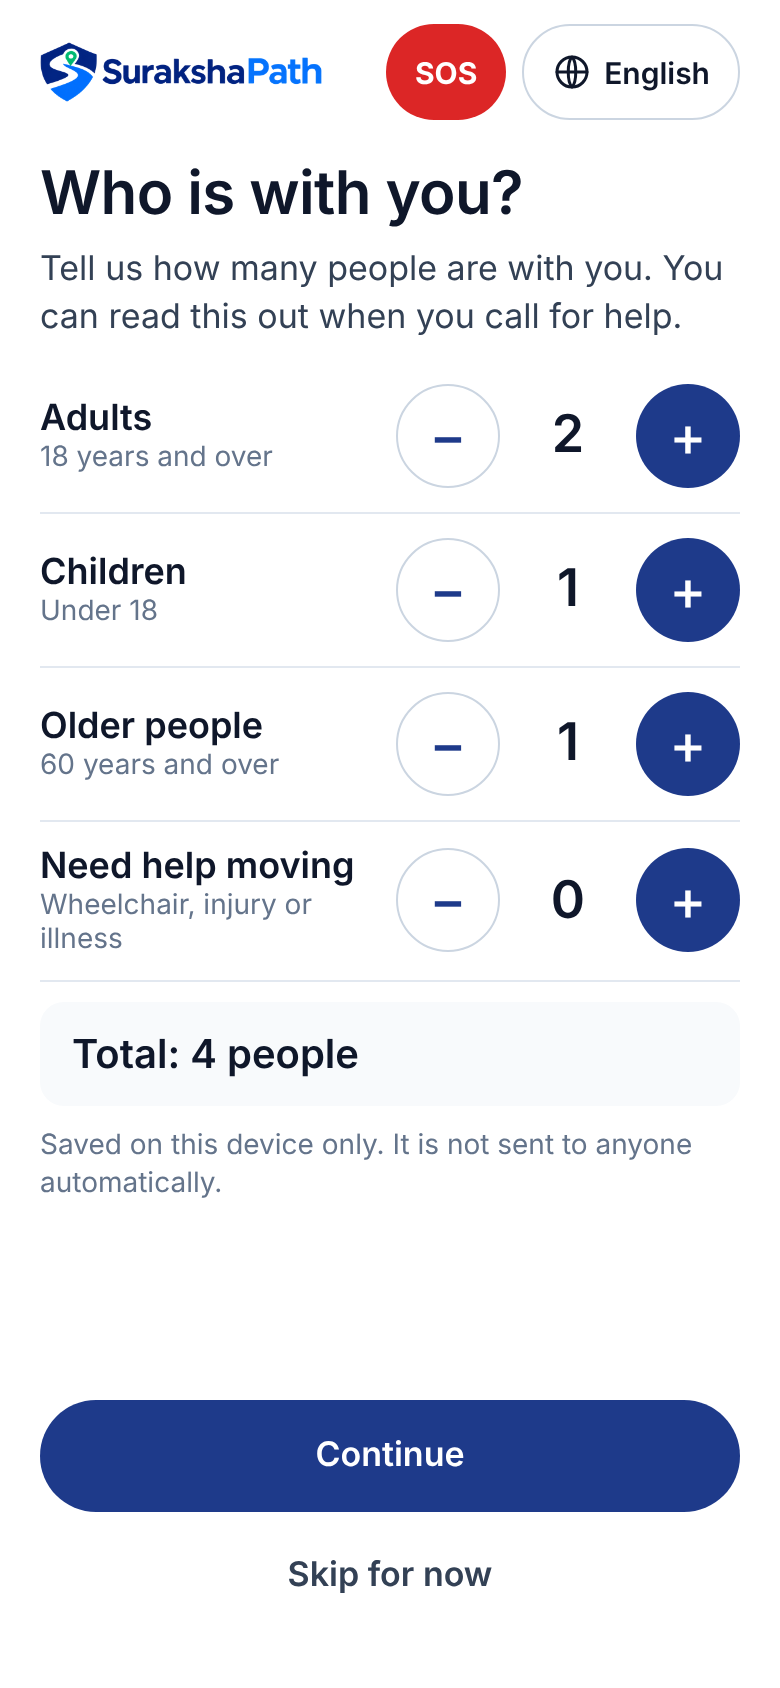 SurakshaPath
SOS
English
Who is with you?
Tell us how many people are with you. You
can read this out when you call for help.
Adults
18 years and over
− 2 +
Children
Under 18
− 1 +
Older people
60 years and over
− 1 +
Need help moving
Wheelchair, injury or
illness
− 0 +
Total: 4 people
Saved on this device only. It is not sent to anyone
automatically.
Continue
Skip for now